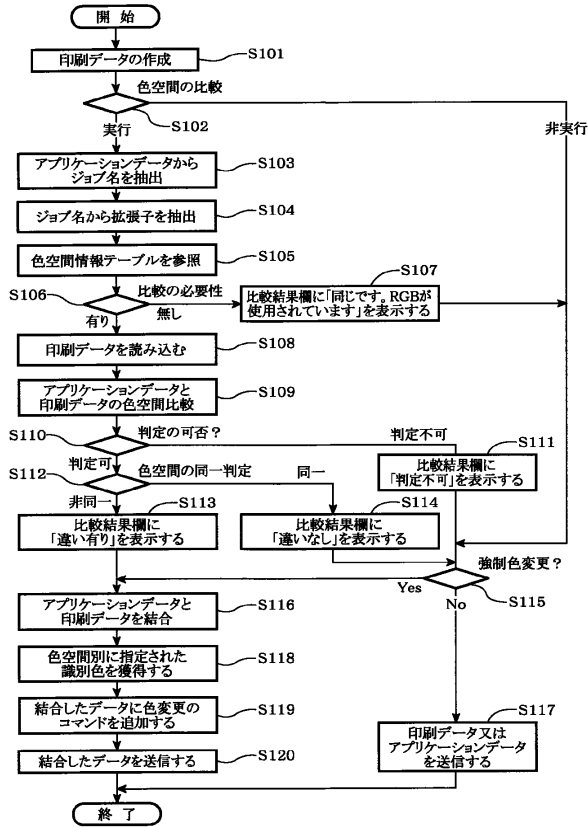 開 始
印刷データの作成
S101
色空間の比較
S102
実行
非実行
アプリケーションデータから
ジョブ名を抽出
S103
ジョブ名から拡張子を抽出
S104
色空間情報テーブルを参照
S105
S106
比較の必要性
有り
無し
S107
比較結果欄に「同じです。RGBが
使用されています」を表示する
印刷データを読み込む
S108
アプリケーションデータと
印刷データの色空間比較
S109
S110
判定の可否?
判定不可
判定可
S111
比較結果欄に
「判定不可」を表示する
S112
色空間の同一判定
同一
非同一
S113
比較結果欄に
「違い有り」を表示する
S114
比較結果欄に
「違いなし」を表示する
強制色変更?
S115
Yes
No
アプリケーションデータと
印刷データを結合
S116
色空間別に指定された
識別色を獲得する
S118
結合したデータに色変更の
コマンドを追加する
S119
S117
印刷データ又は
アプリケーションデータ
を送信する
結合したデータを送信する
S120
終 了